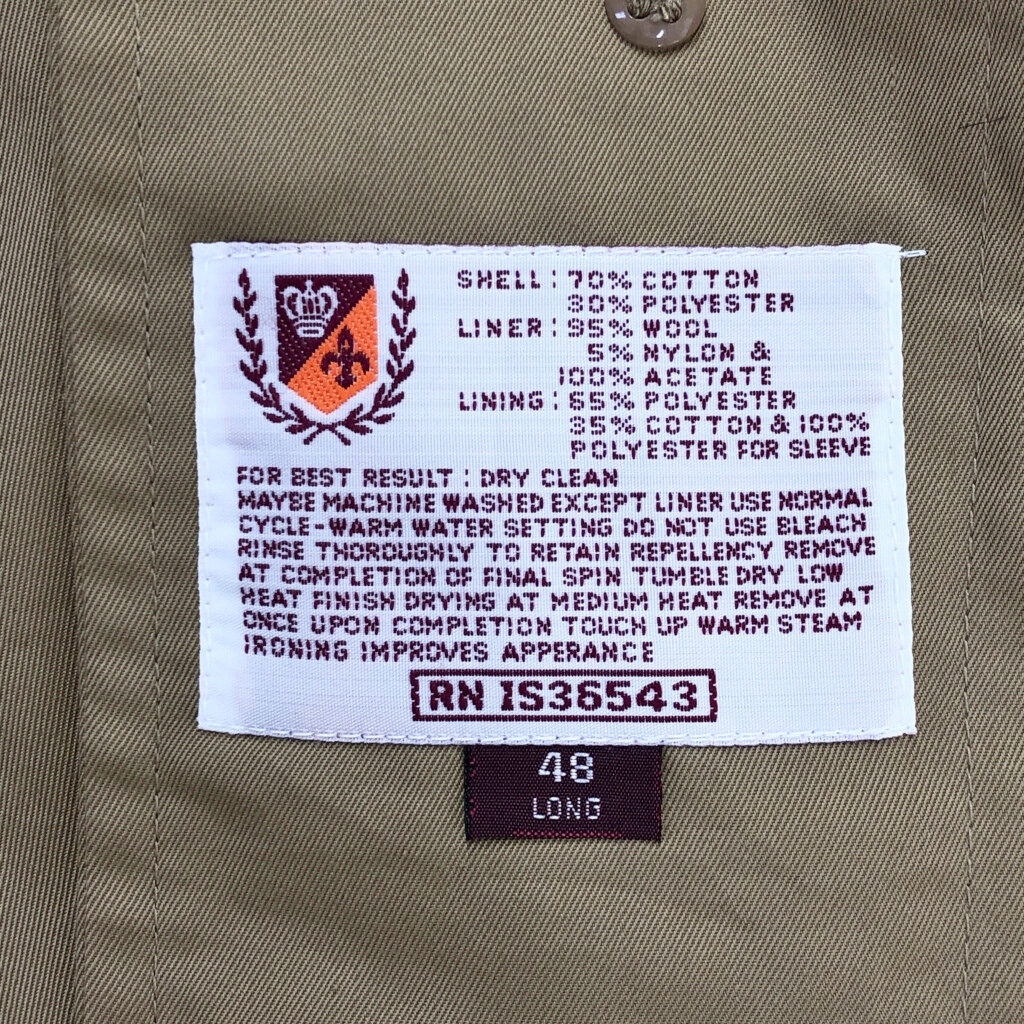 SHELL: 70% COTTON
30% POLYESTER
LINER: 95% WOOL
5% NYLON &
100% ACETATE
LINING: 65% POLYESTER
35% COTTON & 100%
POLYESTER FOR SLEEVE
FOR BEST RESULT: DRY CLEAN
MAYBE MACHINE WASHED EXCEPT LINER USE NORMAL
CYCLE-WARM WATER SETTING DO NOT USE BLEACH
RINSE THOROUGHLY TO RETAIN REPELLENCY REMOVE
AT COMPLETION OF FINAL SPIN TUMBLE DRY LOW
HEAT FINISH DRYING AT MEDIUM HEAT REMOVE AT
ONCE UPON COMPLETION TOUCH UP WARM STEAM
IRONING IMPROVES APPERANCE
RN IS36543
48
LONG